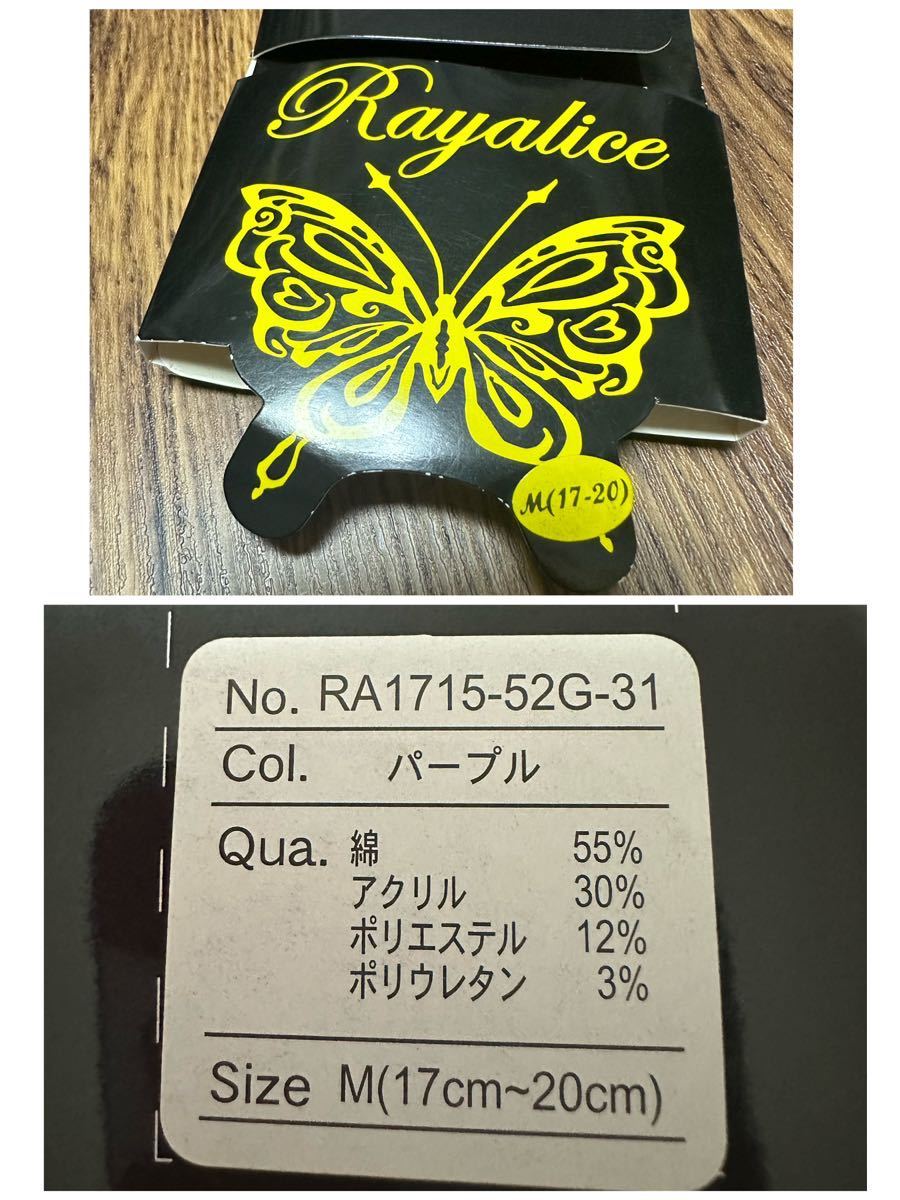 Rayalice
M(17-20)
No. RA1715-52G-31
Col. パープル
Qua. 綿 55%
アクリル 30%
ポリエステル 12%
ポリウレタン 3%
Size M(17cm~20cm)